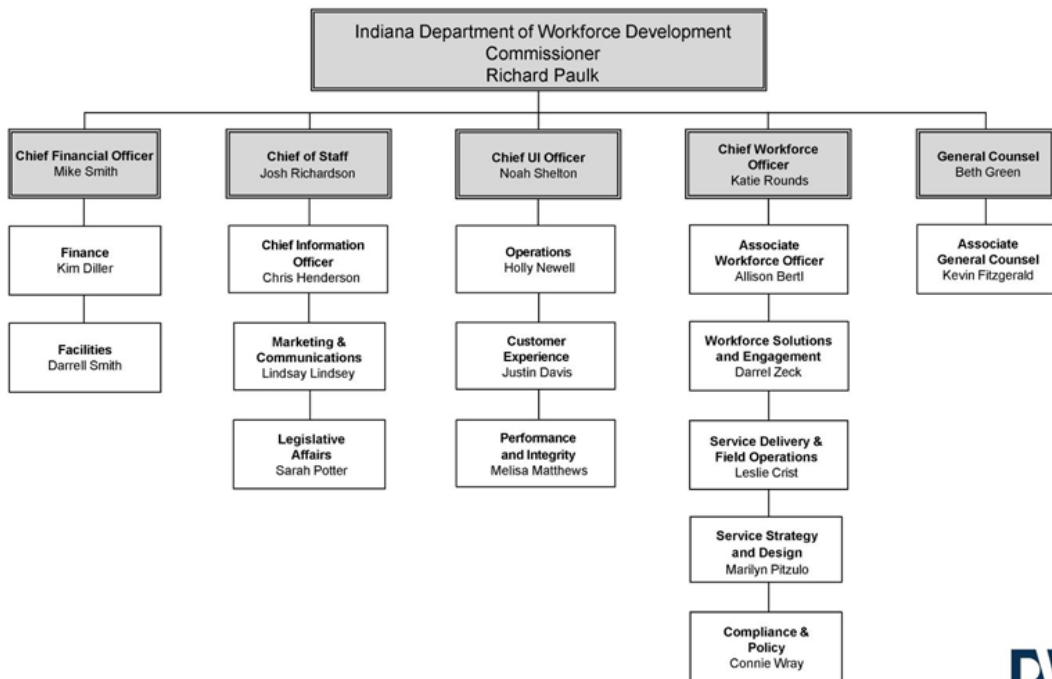 Indiana Department of Workforce Development
Commissioner
Richard Paulk
Chief Financial Officer
Mike Smith
Chief of Staff
Josh Richardson
Chief UI Officer
Noah Shelton
Chief Workforce
Officer
Katie Rounds
General Counsel
Beth Green
Finance
Kim Diller
Chief Information
Officer
Chris Henderson
Operations
Holly Newell
Associate
Workforce Officer
Allison Bertl
Associate
General Counsel
Kevin Fitzgerald
Facilities
Darrell Smith
Marketing &
Communications
Lindsay Lindsey
Customer
Experience
Justin Davis
Workforce Solutions
and Engagement
Darrel Zeck
Legislative
Affairs
Sarah Potter
Performance
and Integrity
Melisa Matthews
Service Delivery &
Field Operations
Leslie Crist
Service Strategy
and Design
Marilyn Pitzulo
Compliance &
Policy
Connie Wray